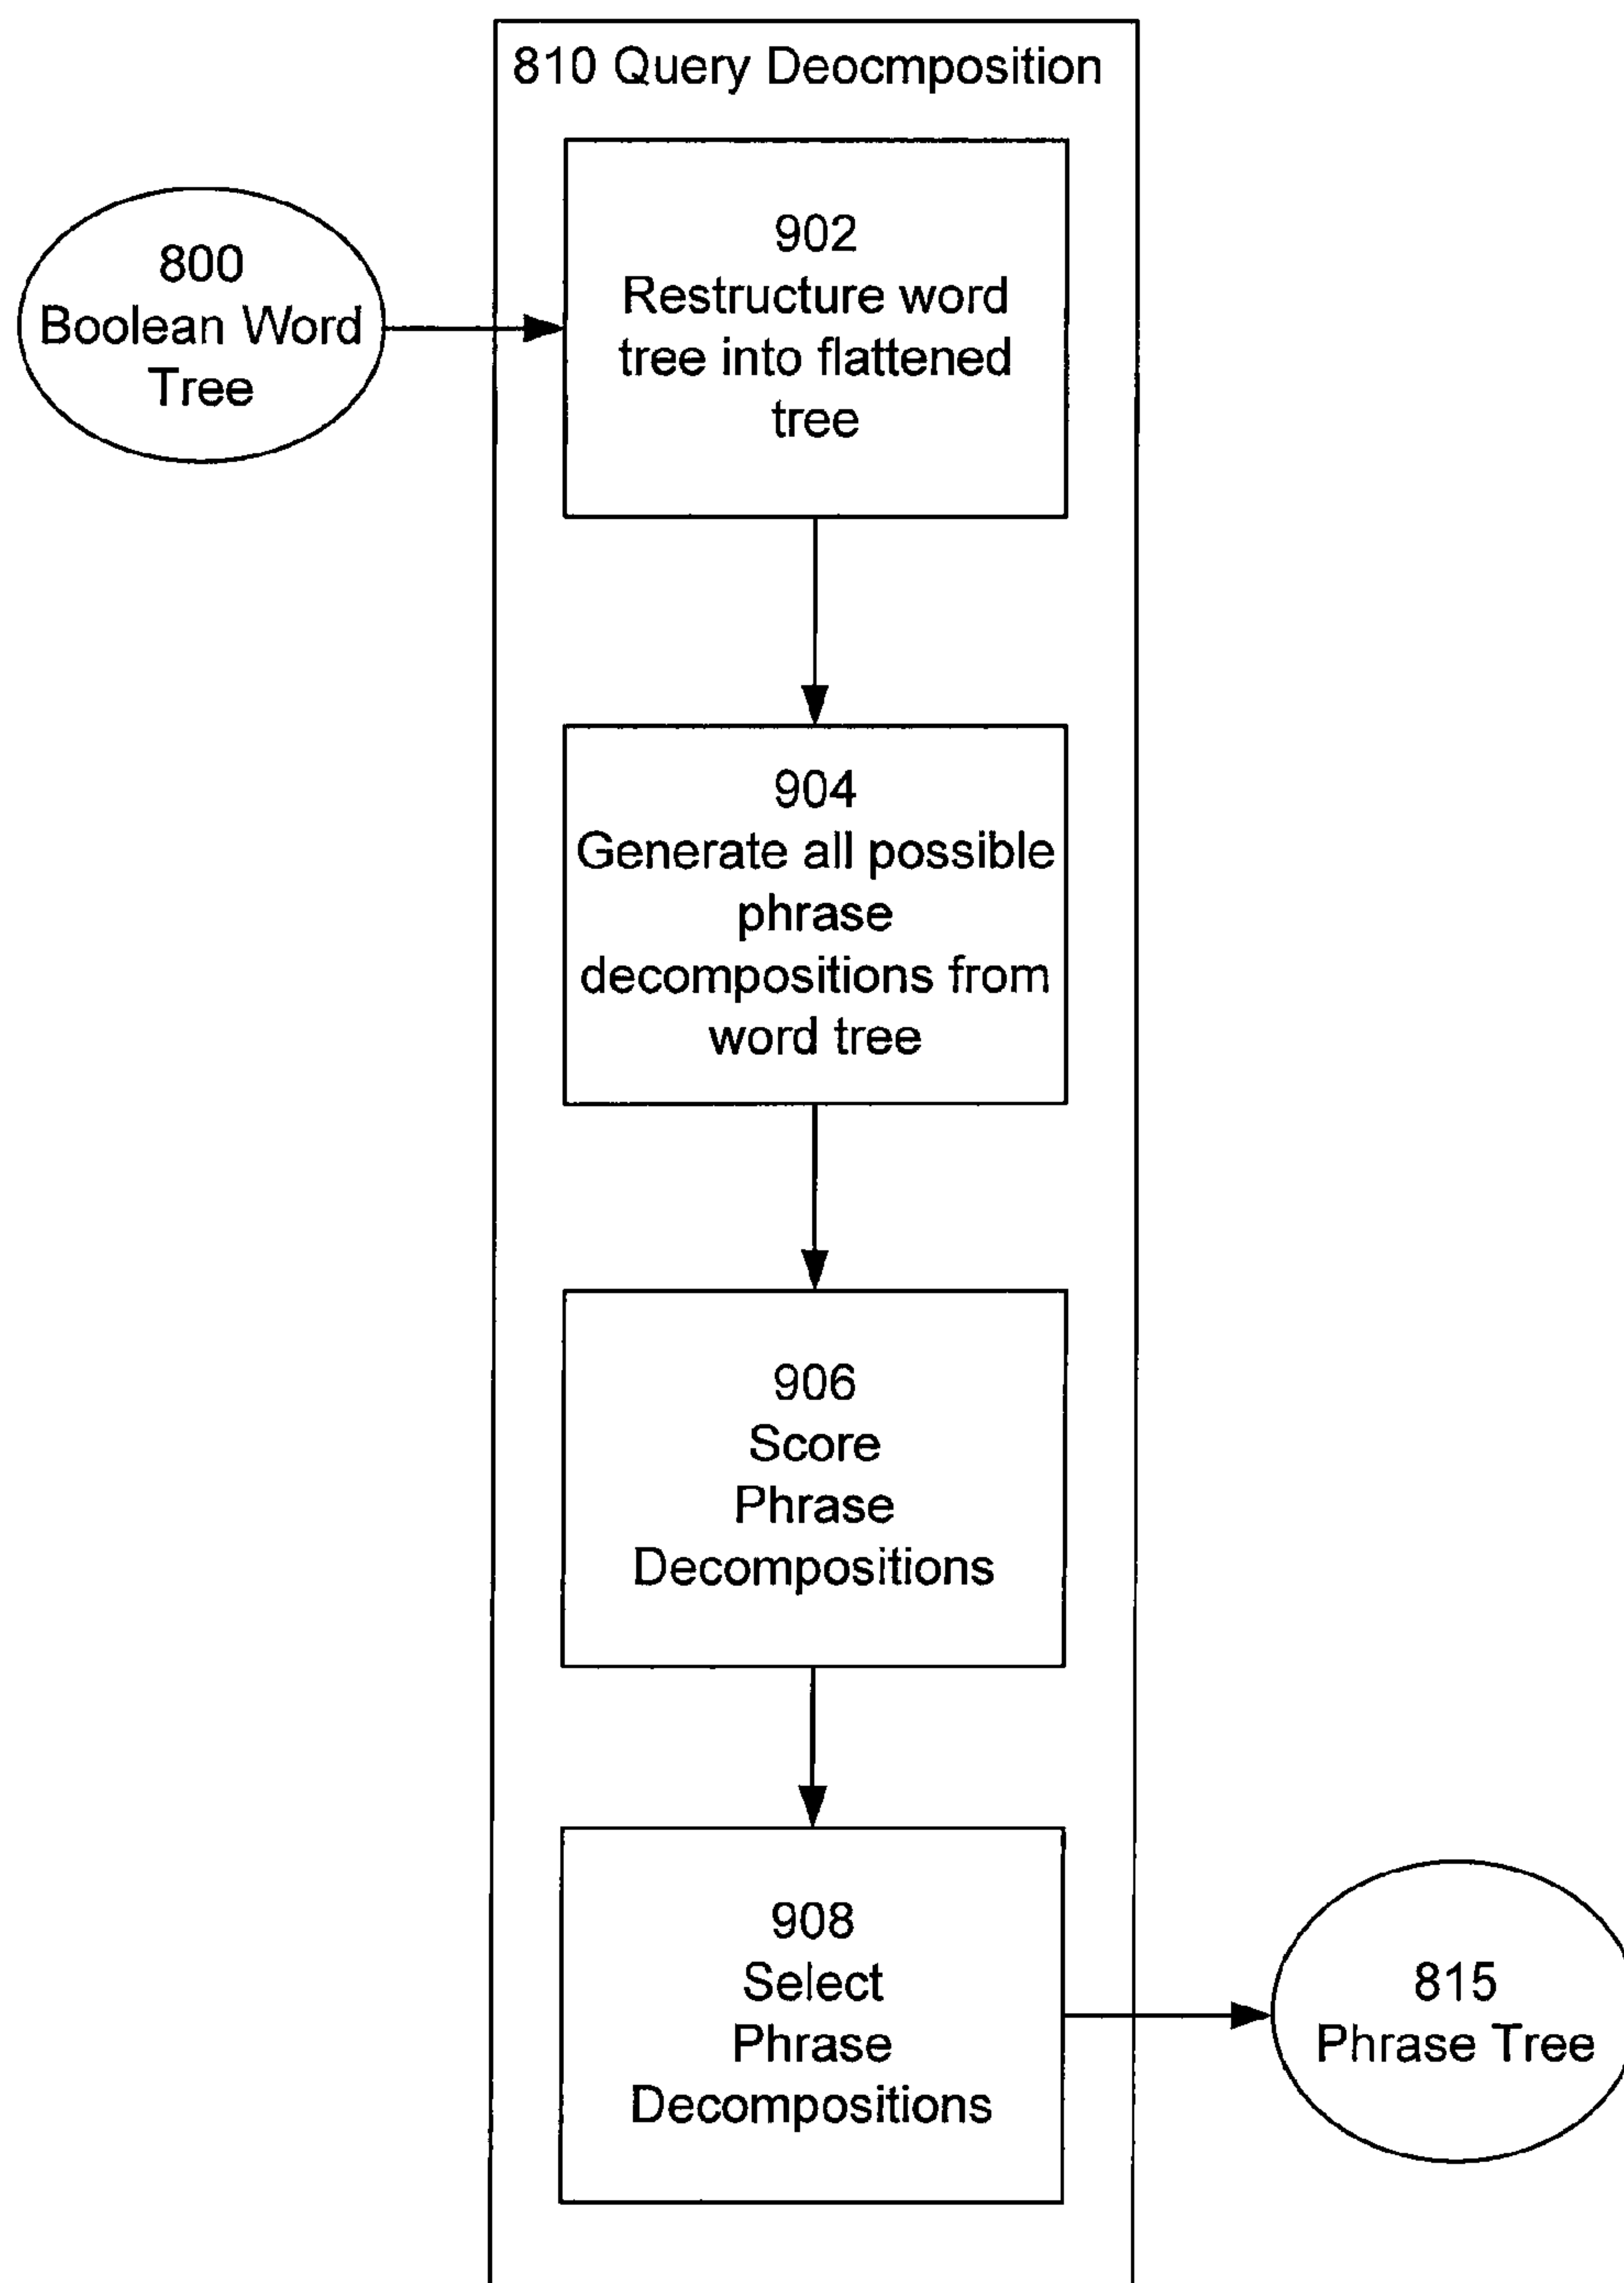 810 Query Deocmposition
800
Boolean Word
Tree
902
Restructure word
tree into flattened
tree
904
Generate all possible
phrase
decompositions from
word tree
906
Score
Phrase
Decompositions
908
Select
Phrase
Decompositions
815
Phrase Tree